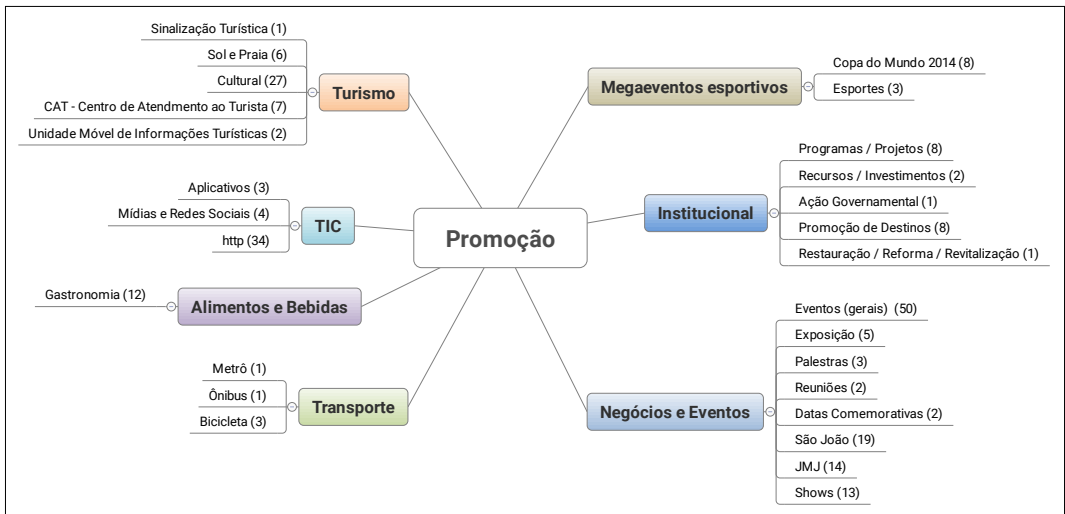 Promoção
Turismo
Sinalização Turística (1)
Sol e Praia (6)
Cultural (27)
CAT - Centro de Atendmento ao Turista (7)
Unidade Móvel de Informações Turísticas (2)
TIC
Aplicativos (3)
Mídias e Redes Sociais (4)
http (34)
Alimentos e Bebidas
Gastronomia (12)
Transporte
Metrô (1)
Ônibus (1)
Bicicleta (3)
Megaeventos esportivos
Copa do Mundo 2014 (8)
Esportes (3)
Institucional
Programas / Projetos (8)
Recursos / Investimentos (2)
Ação Governamental (1)
Promoção de Destinos (8)
Restauração / Reforma / Revitalização (1)
Negócios e Eventos
Eventos (gerais) (50)
Exposição (5)
Palestras (3)
Reuniões (2)
Datas Comemorativas (2)
São João (19)
JMJ (14)
Shows (13)